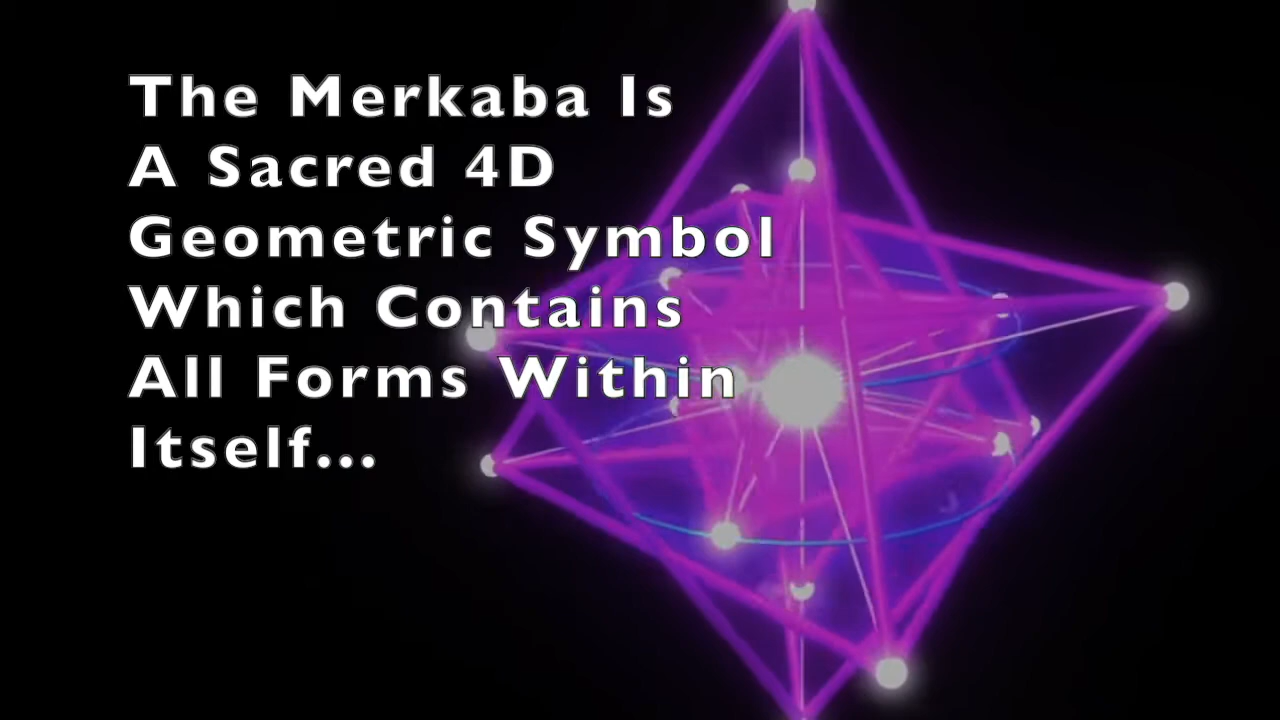 The Merkaba Is
A Sacred 4D
Geometric Symbol
Which Contains
All Forms Within
Itself...